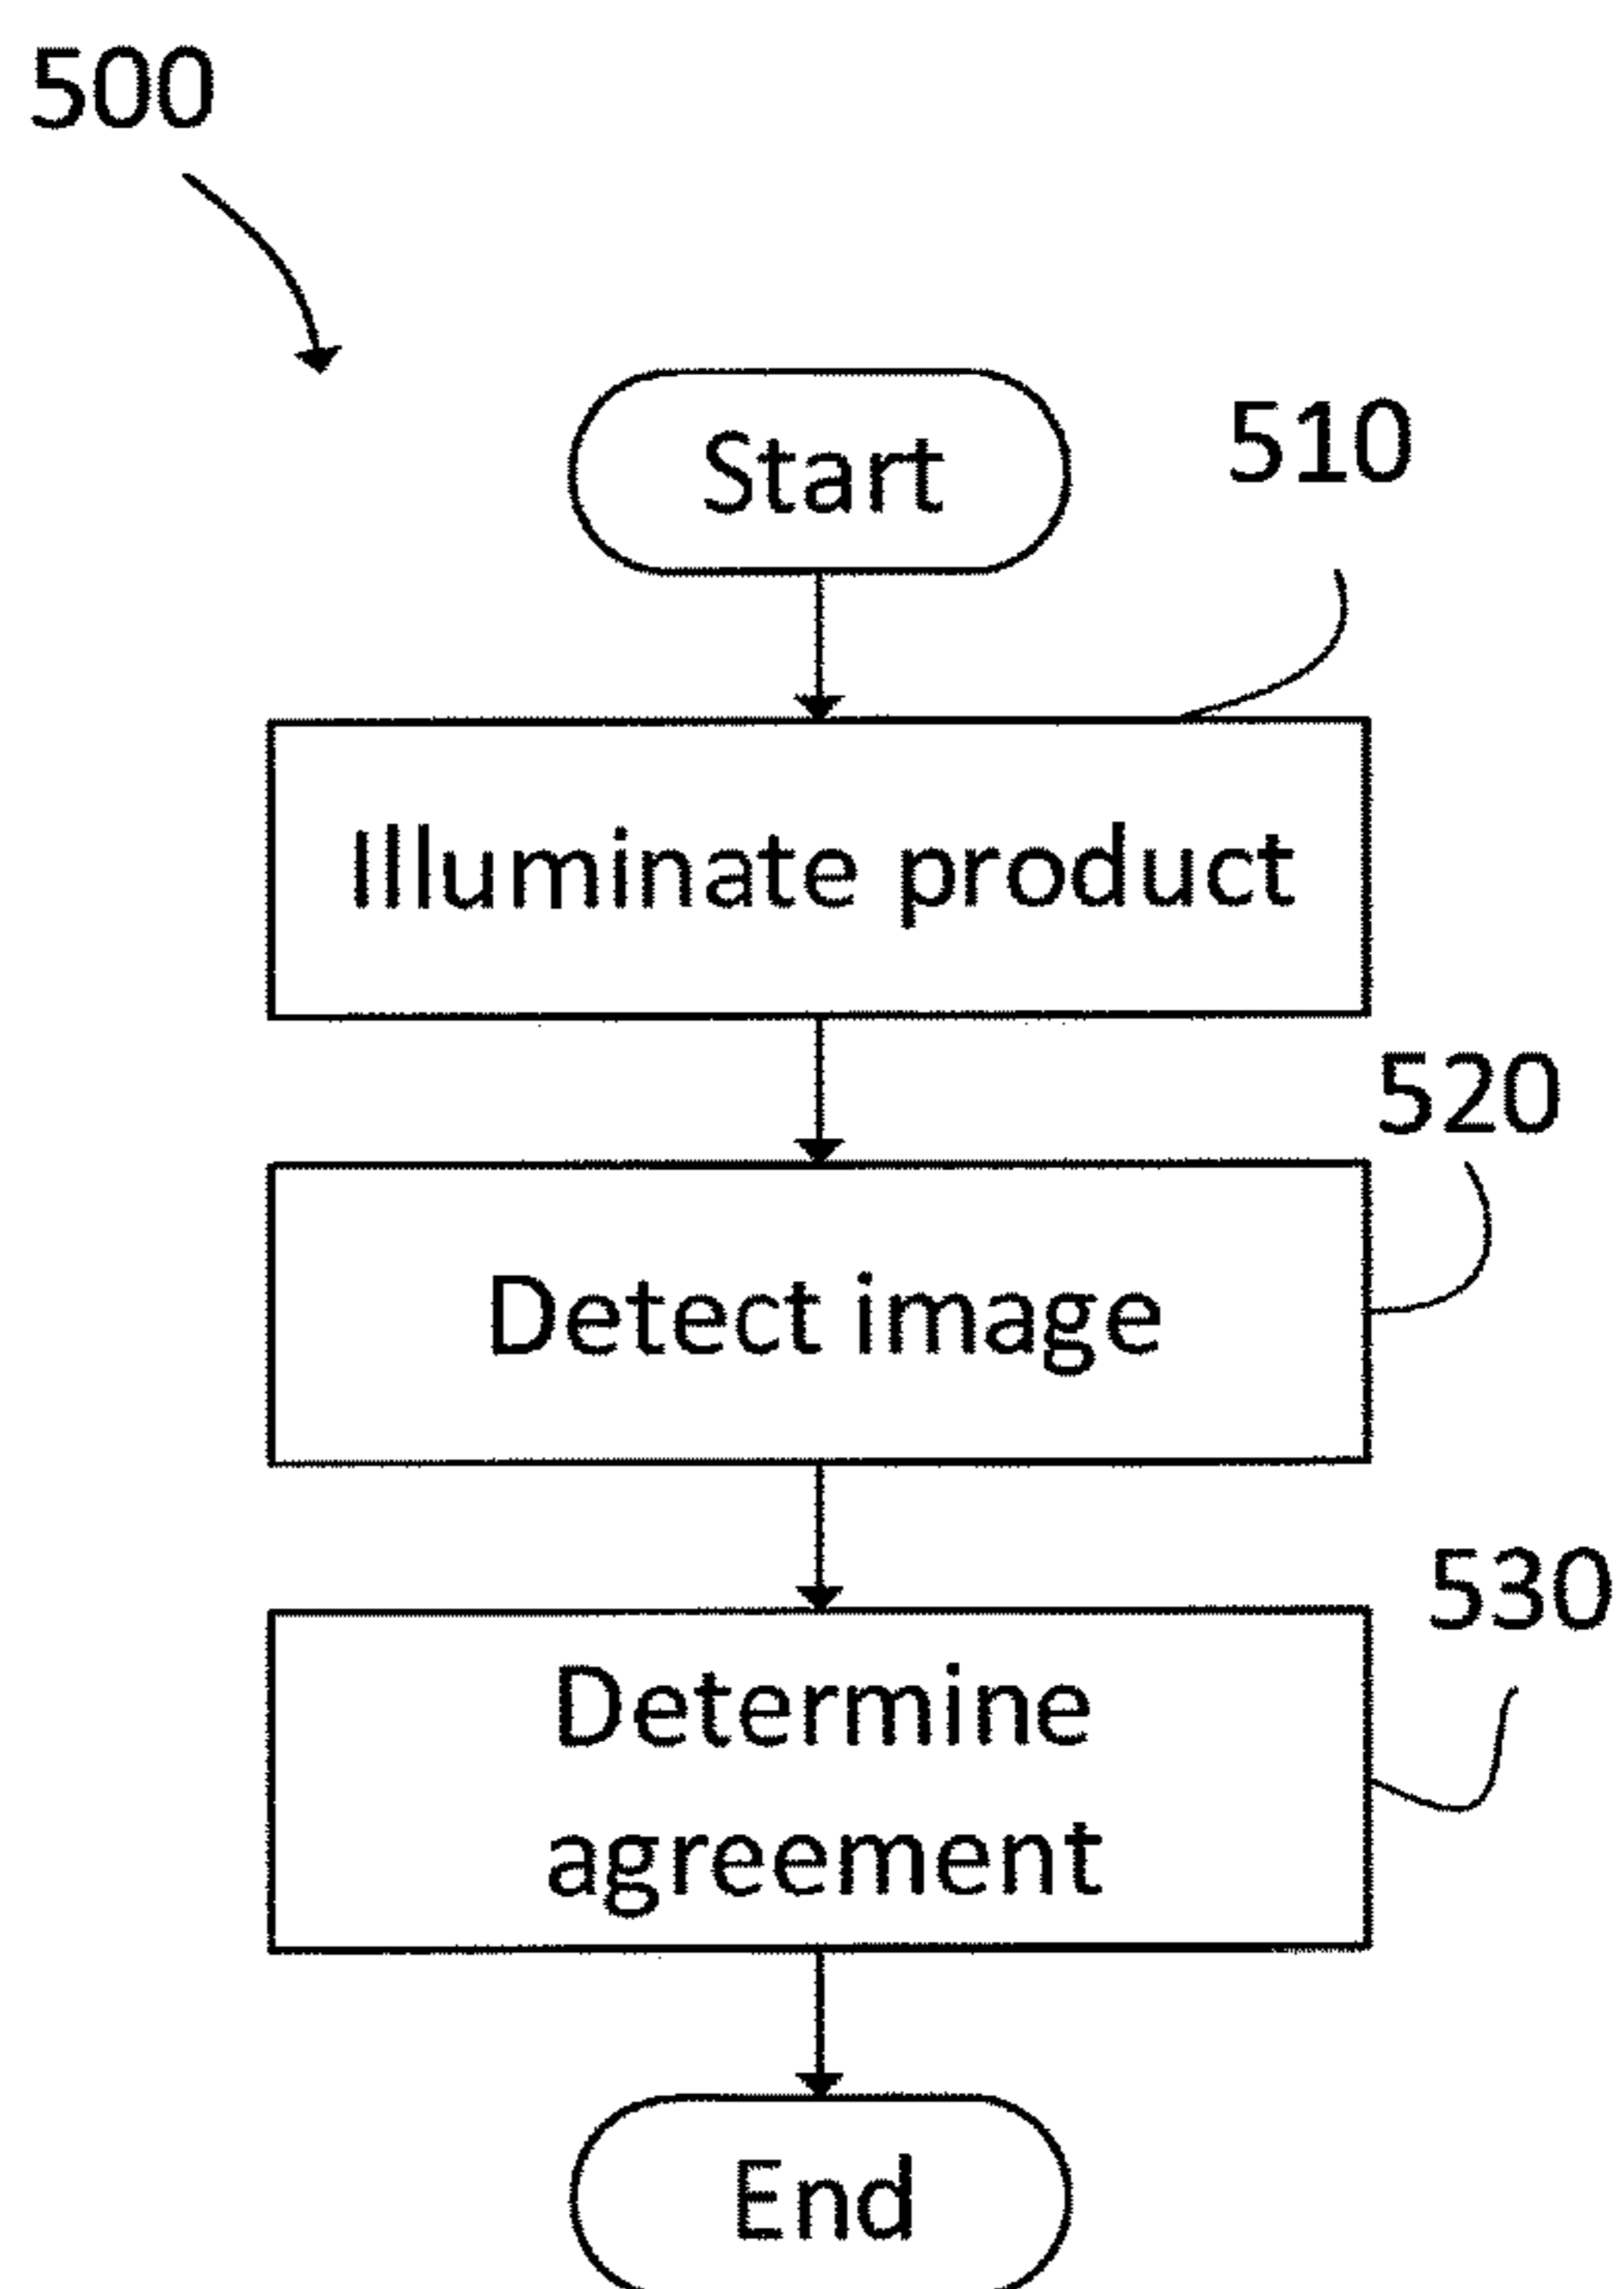 500
Start
510
Illuminate product
520
Detect image
530
Determine
agreement
End